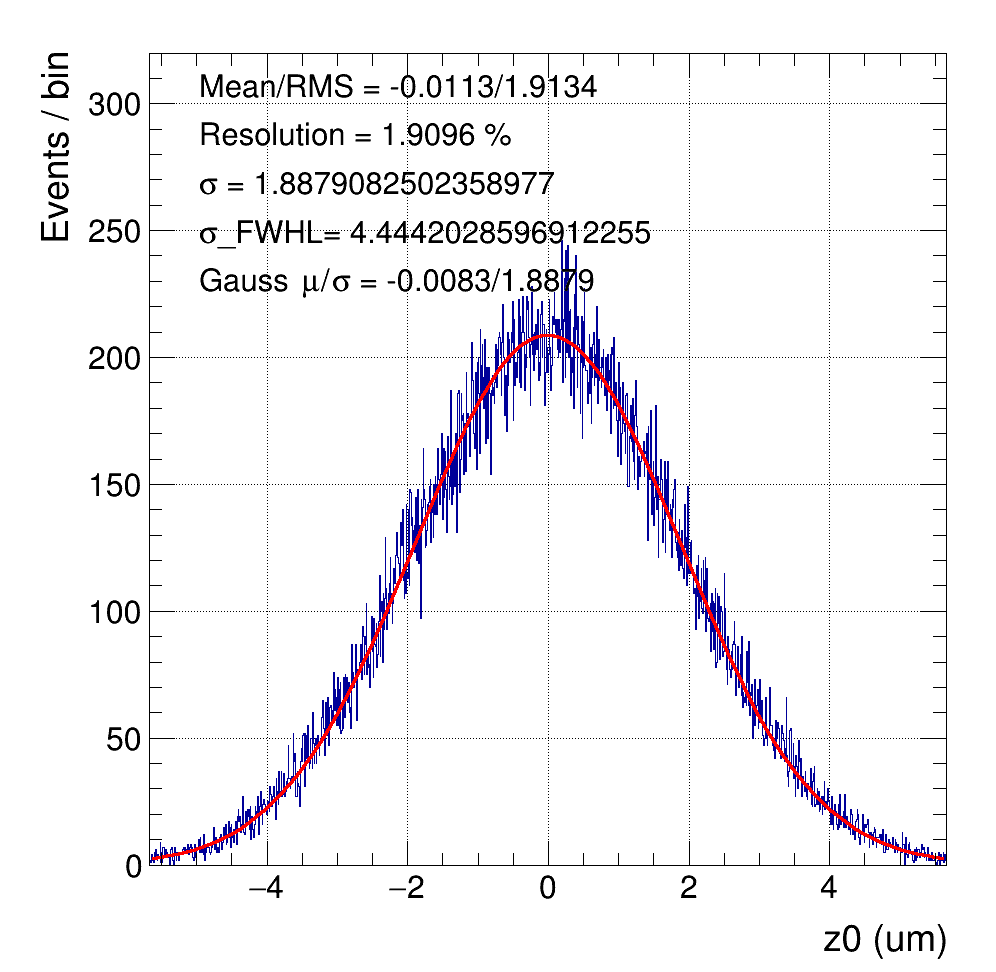 Events / bin
Mean/RMS = -0.0113/1.9134
Resolution = 1.9096 %
σ = 1.8879082502358977
σ_FWHL= 4.4442028596912255
Gauss μ/σ = -0.0083/1.8879
300
250
200
150
100
50
0
−4 −2 0 2 4
z0 (um)